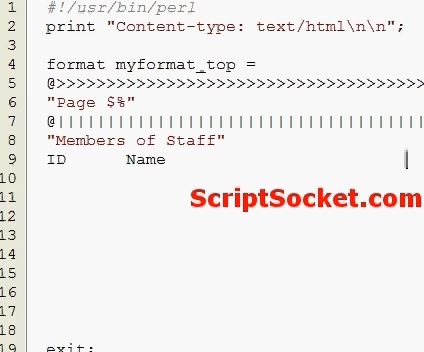 1 #!/usr/bin/perl
2 print "Content-type: text/html\n\n";
3
4 format myformat_top =
5 @>>>>>>>>>>>>>>>>>>>>>>>>>>>>>>>>>>>>>
6 "Page $%"
7 @|||||||||||||||||||||||||||||||||||||
8 "Members of Staff"
9 ID      Name
10
11
ScriptSocket.com
12
13
14
15
16
17
18
19 exit;